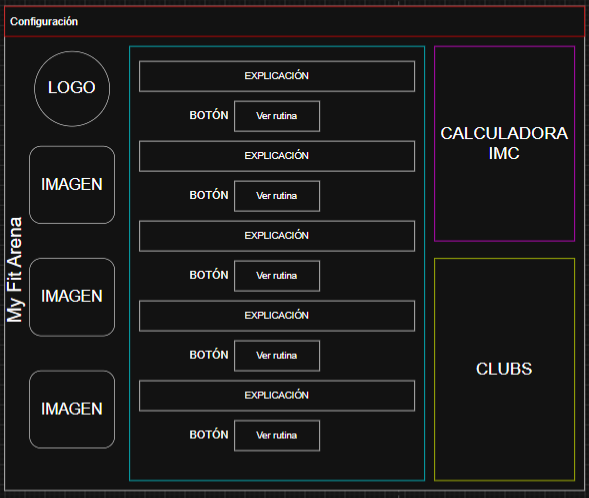 Configuración
My Fit Arena
LOGO
IMAGEN
IMAGEN
IMAGEN
EXPLICACIÓN
BOTÓN Ver rutina
EXPLICACIÓN
BOTÓN Ver rutina
EXPLICACIÓN
BOTÓN Ver rutina
EXPLICACIÓN
BOTÓN Ver rutina
EXPLICACIÓN
BOTÓN Ver rutina
CALCULADORA
IMC
CLUBS